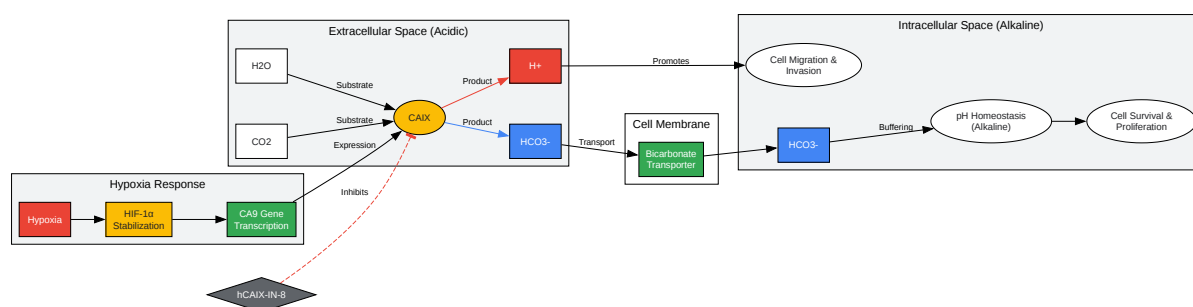 Extracellular Space (Acidic)
Intracellular Space (Alkaline)
H2O
H+
Promotes
Cell Migration &
Invasion
Product
Substrate
CAIX
pH Homeostasis
(Alkaline)
Cell Survival &
Proliferation
Cell Membrane
Substrate
Product
Buffering
CO2
HCO3-
Transport
HCO3-
Expression
Bicarbonate
Transporter
Hypoxia Response
Inhibits
Hypoxia
HIF-1α
Stabilization
CA9 Gene
Transcription
hCAIX-IN-8